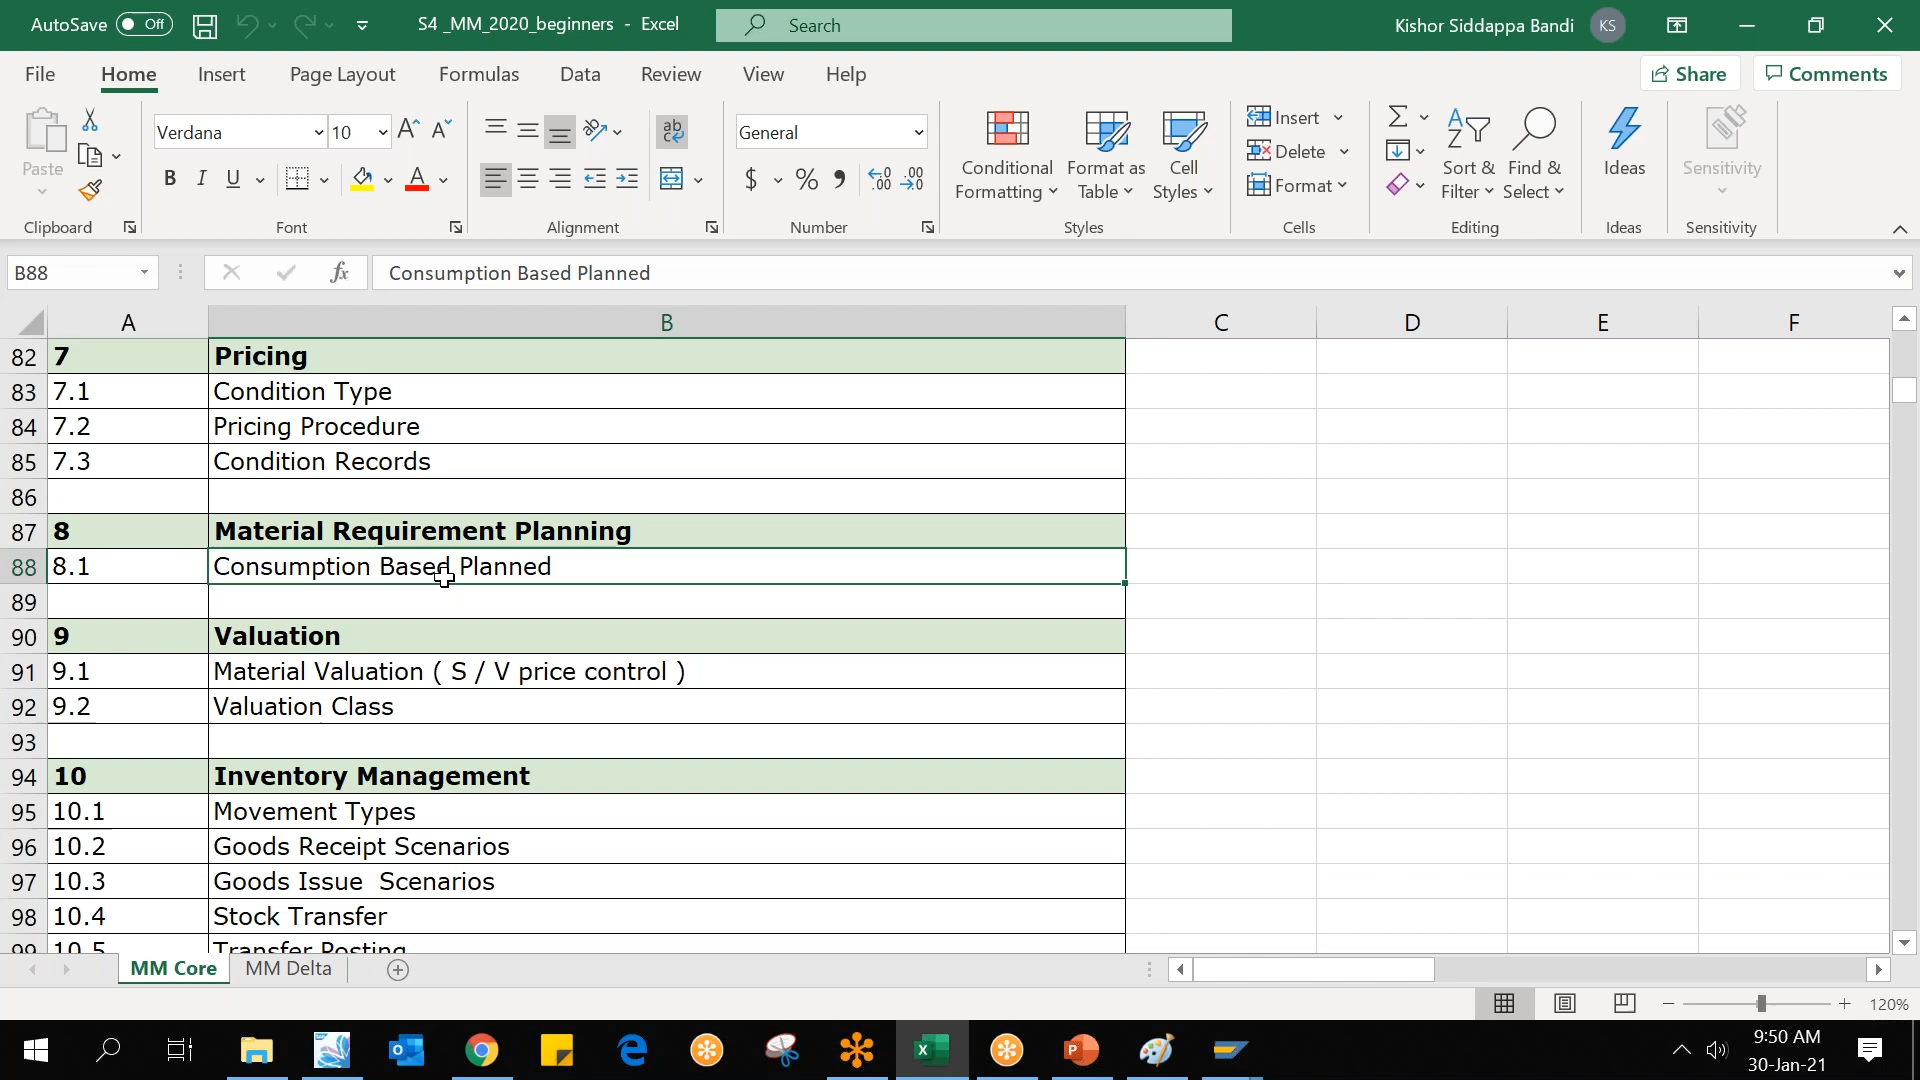 AutoSave Off S4 _MM_2020_beginners - Excel Search Kishor Siddappa Bandi KS
File Home Insert Page Layout Formulas Data Review View Help Share Comments
Verdana 10 General
Paste B I U Conditional Formatting Format as Table Cell Styles Insert Delete Format Sort & Filter Find & Select Ideas Sensitivity
Clipboard Font Alignment Number Styles Cells Editing Ideas Sensitivity
B88 fx Consumption Based Planned
A B C D E F
82 7 Pricing
83 7.1 Condition Type
84 7.2 Pricing Procedure
85 7.3 Condition Records
86
87 8 Material Requirement Planning
88 8.1 Consumption Based Planned
89
90 9 Valuation
91 9.1 Material Valuation ( S / V price control )
92 9.2 Valuation Class
93
94 10 Inventory Management
95 10.1 Movement Types
96 10.2 Goods Receipt Scenarios
97 10.3 Goods Issue  Scenarios
98 10.4 Stock Transfer
99 10.5 Transfer Posting
MM Core MM Delta
120%
9:50 AM
30-Jan-21